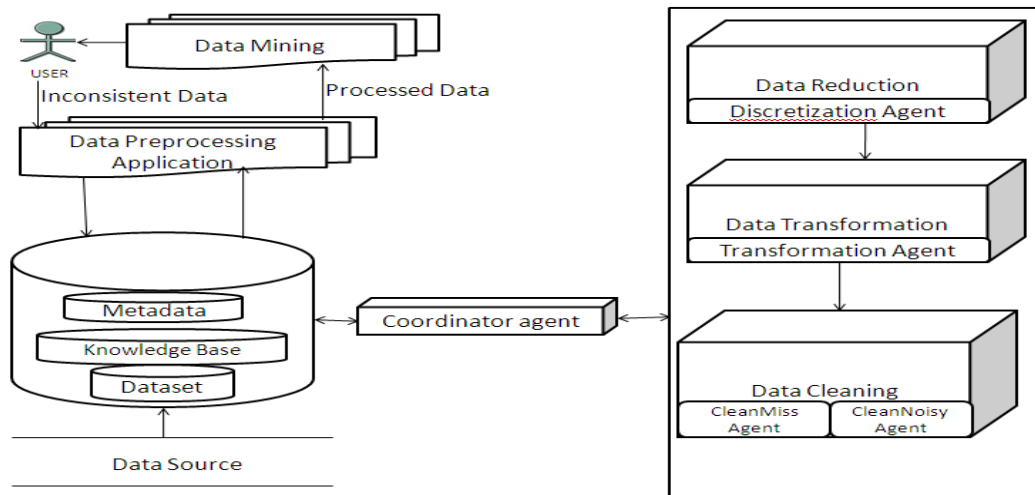 Data Mining
USER
Inconsistent Data
Processed Data
Data Preprocessing
Application
Metadata
Knowledge Base
Dataset
Data Source
Coordinator agent
Data Reduction
Discretization Agent
Data Transformation
Transformation Agent
Data Cleaning
CleanMiss
Agent
CleanNoisy
Agent